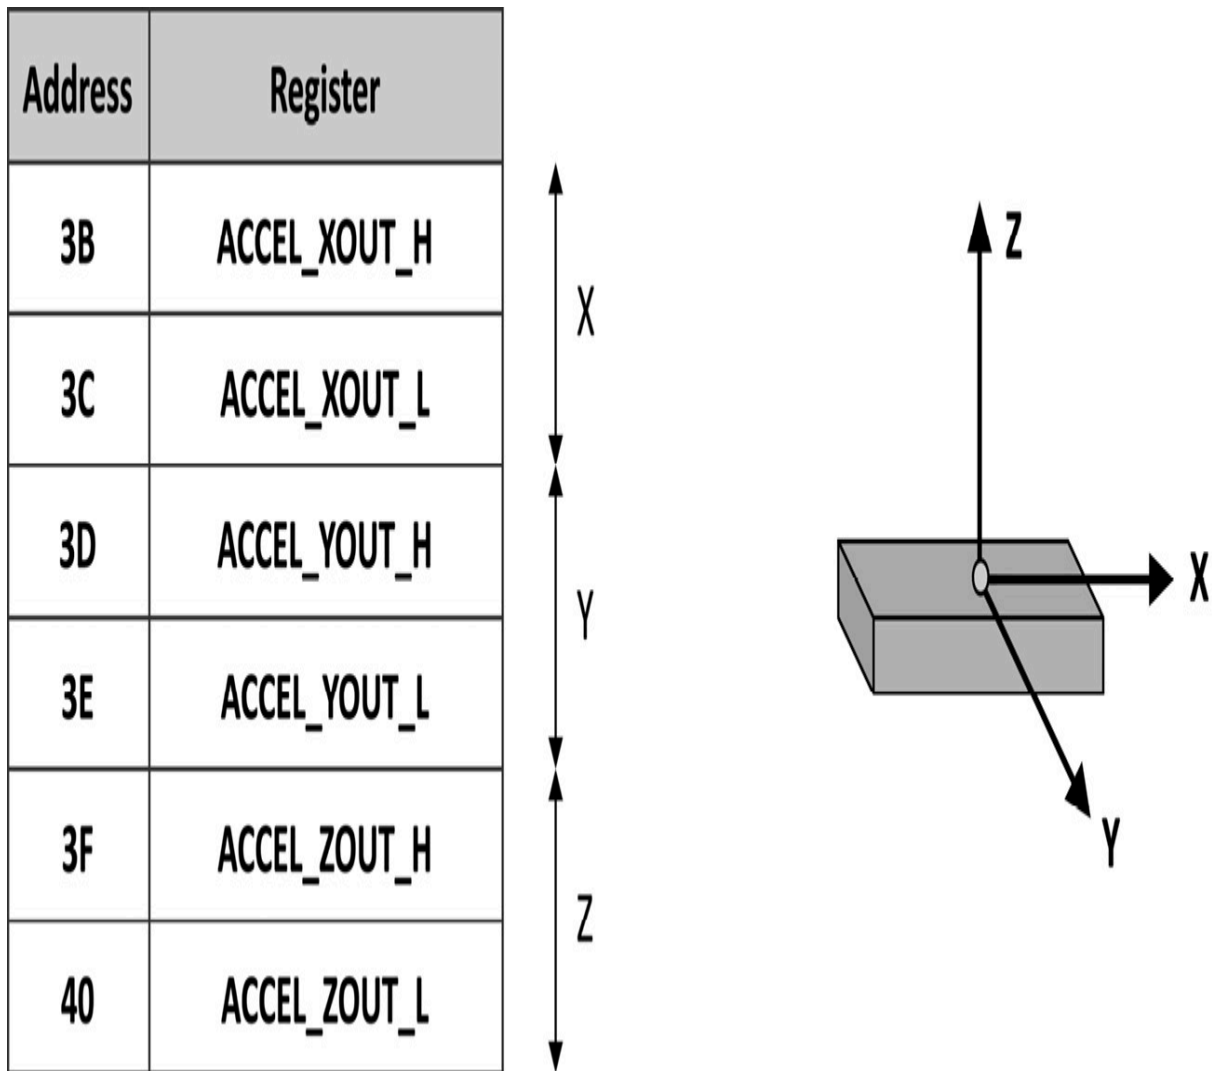 Address Register
3B ACCEL_XOUT_H
3C ACCEL_XOUT_L
X
3D ACCEL_YOUT_H
3E ACCEL_YOUT_L
Y
3F ACCEL_ZOUT_H
40 ACCEL_ZOUT_L
Z
Z
X
Y